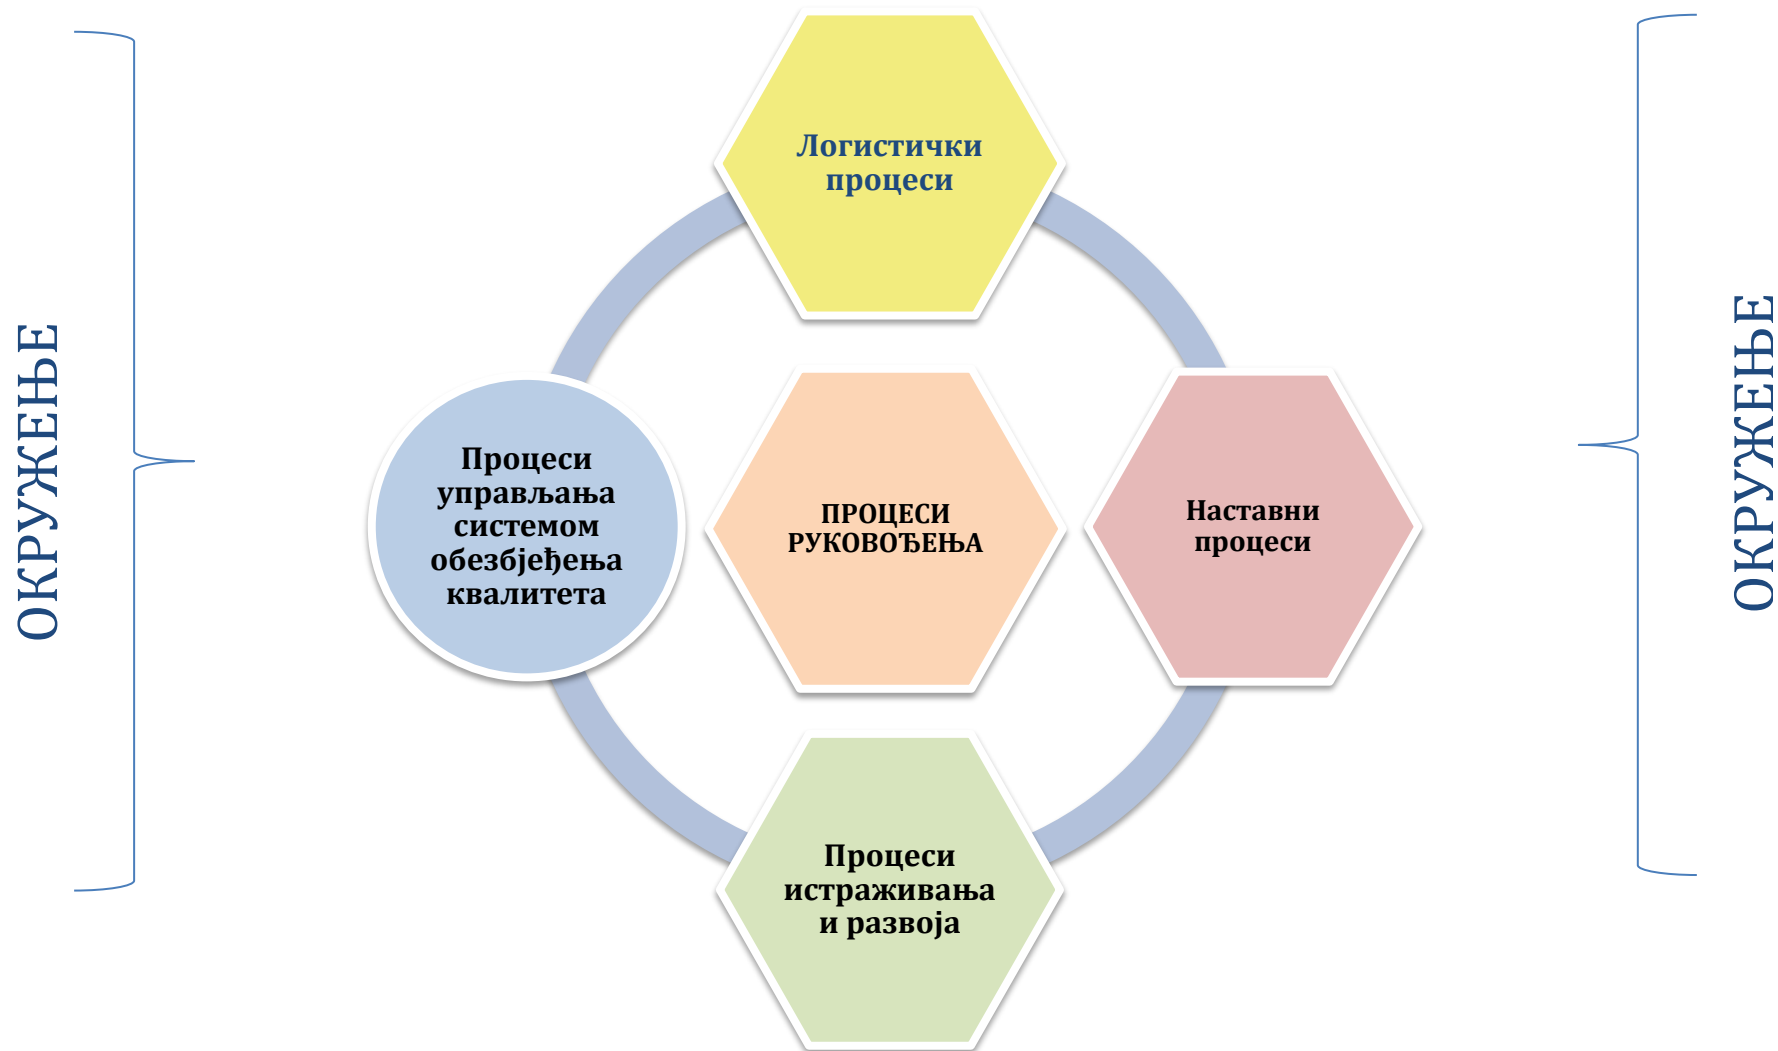 ОКРУЖЕЊЕ
Логистички
процеси
Процеси
управљања
системом
обезбјеђења
квалитета
ПРОЦЕСИ
РУКОВОЂЕЊА
Наставни
процеси
Процеси
истраживања
и развоја
ОКРУЖЕЊЕ